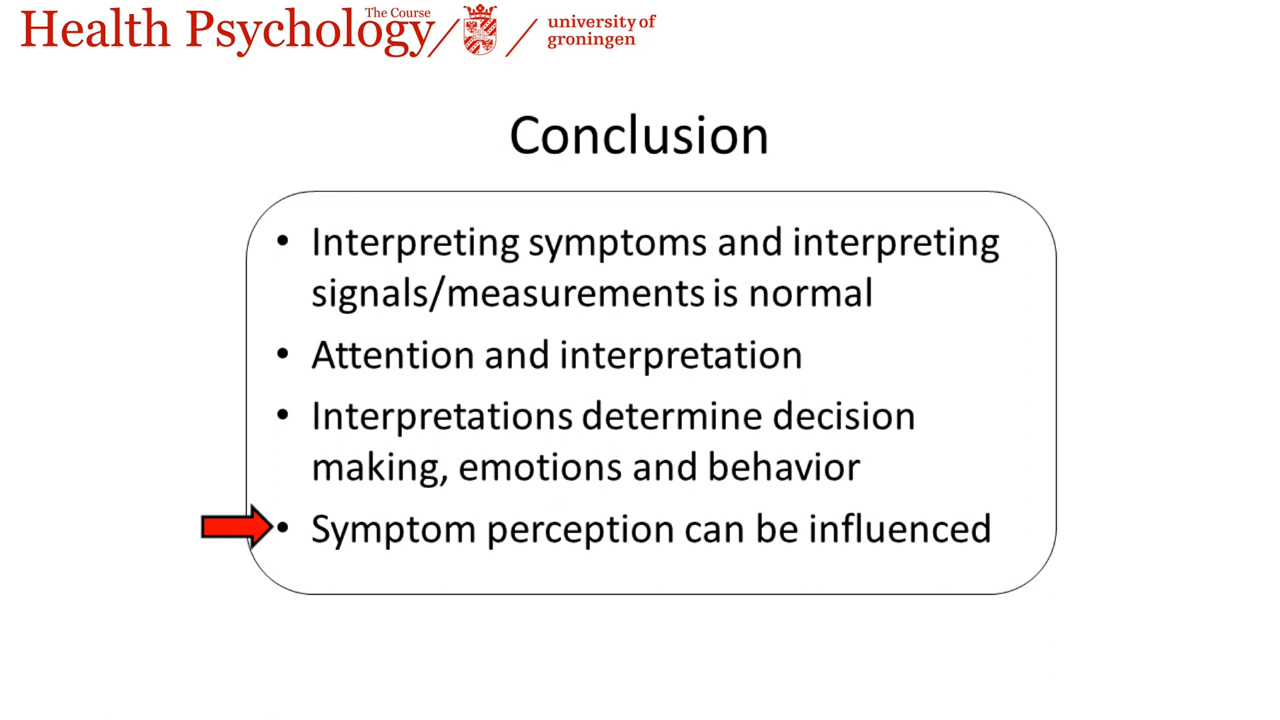 Health Psychology The Course
university of
groningen
Conclusion
• Interpreting symptoms and interpreting
signals/measurements is normal
• Attention and interpretation
• Interpretations determine decision
making, emotions and behavior
• Symptom perception can be influenced